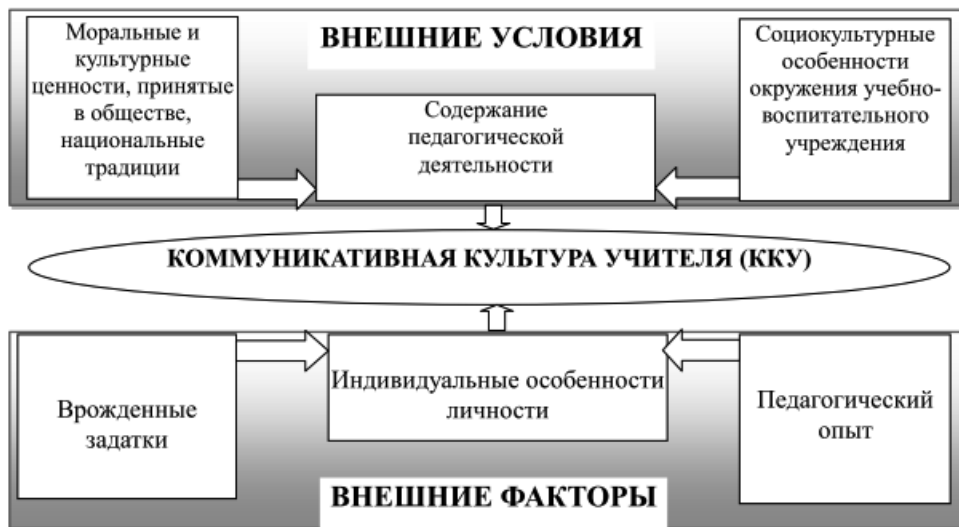 ВНЕШНИЕ УСЛОВИЯ
Моральные и
культурные
ценности, принятые
в обществе,
национальные
традиции
Содержание
педагогической
деятельности
Социокультурные
особенности
окружения учебно-
воспитательного
учреждения
КОММУНИКАТИВНАЯ КУЛЬТУРА УЧИТЕЛЯ (ККУ)
Врожденные
задатки
Индивидуальные особенности
личности
Педагогический
опыт
ВНЕШНИЕ ФАКТОРЫ